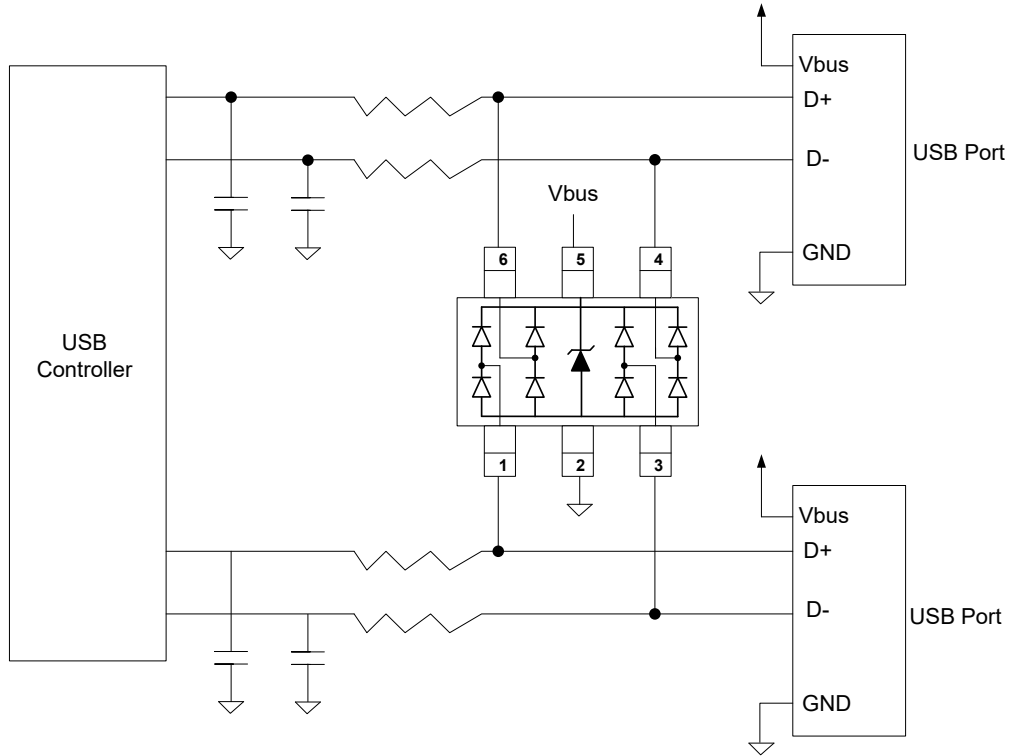 Vbus
D+
D-
GND
USB Port
Vbus
6
5
4
USB
Controller
1
2
3
Vbus
D+
D-
GND
USB Port